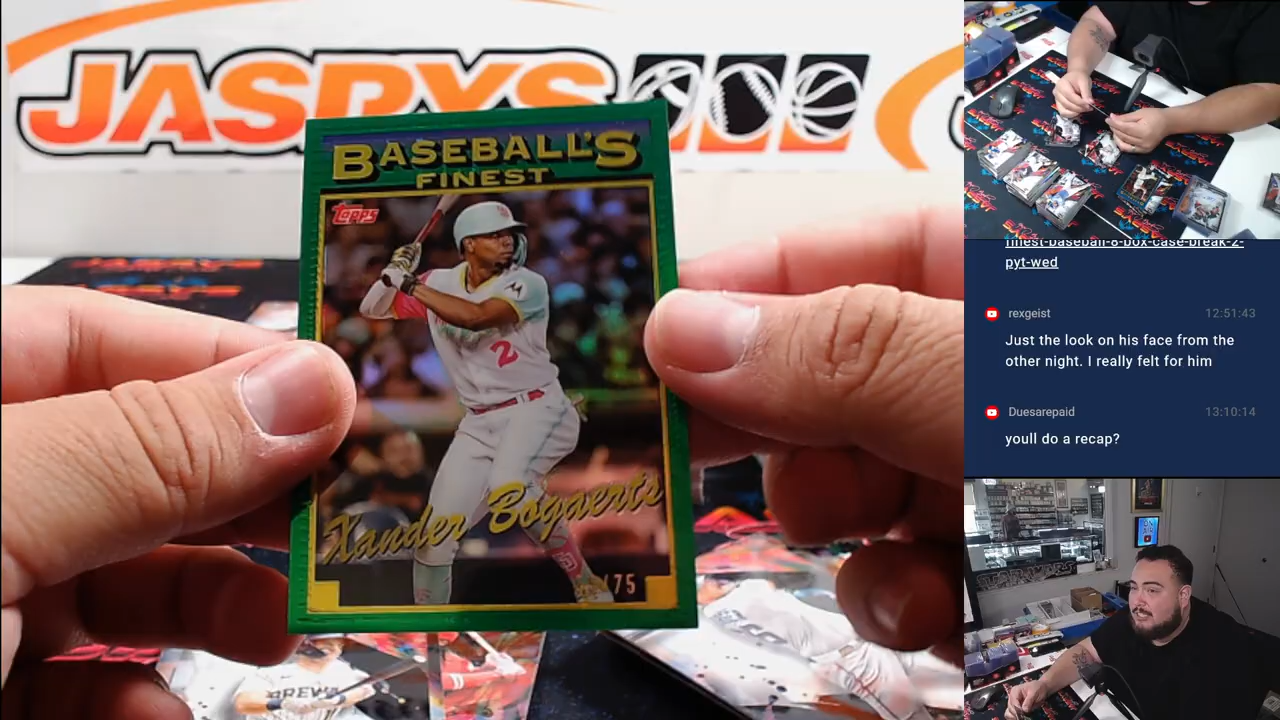 JASPYS
BASEBALL'S
FINEST
Topps
2
Xander Bogaerts
/75
BREWE
finest-baseball-8-box-case-break-2-
pyt-wed
rexgeist 12:51:43
Just the look on his face from the
other night. I really felt for him
Duesarepaid 13:10:14
youll do a recap?